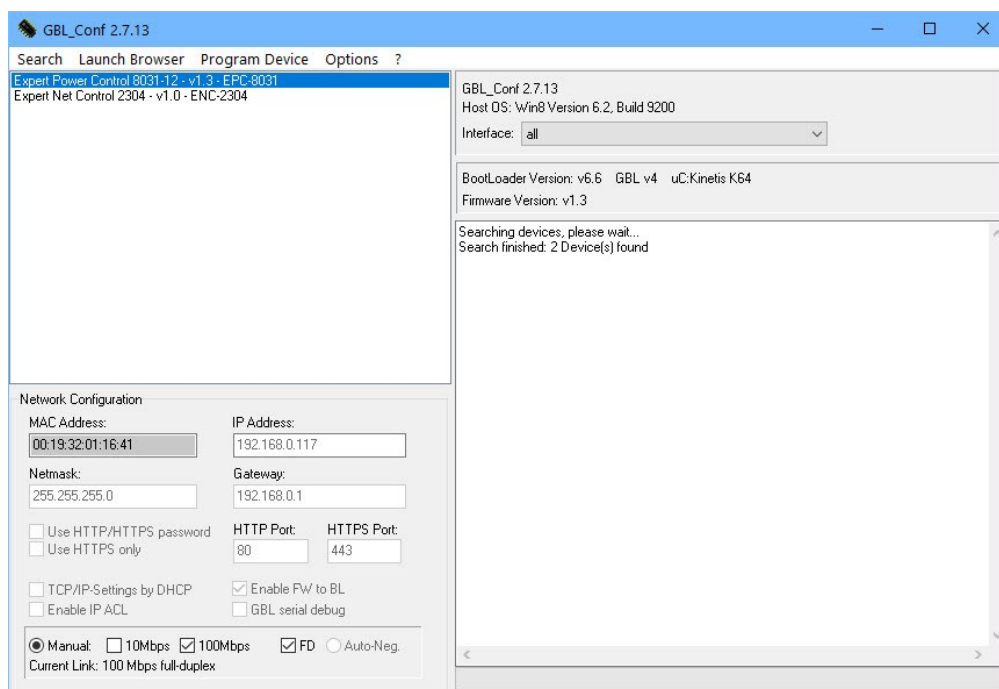 GBL_Conf 2.7.13
Search Launch Browser Program Device Options ?
Expert Power Control 8031-12 - v1.3 - EPC-8031
Expert Net Control 2304 - v1.0 - ENC-2304
GBL_Conf 2.7.13
Host OS: Win8 Version 6.2, Build 9200
Interface: all
BootLoader Version: v6.6 GBL v4 uC:Kinetis K64
Firmware Version: v1.3
Searching devices, please wait...
Search finished: 2 Device(s) found
Network Configuration
MAC Address: IP Address:
00:19:32:01:16:41 192.168.0.117
Netmask: Gateway:
255.255.255.0 192.168.0.1
Use HTTP/HTTPS password HTTP Port: HTTPS Port:
Use HTTPS only 80 443
TCP/IP-Settings by DHCP Enable FW to BL
Enable IP ACL GBL serial debug
Manual: 10Mbps 100Mbps FD Auto-Neg.
Current Link: 100 Mbps full-duplex